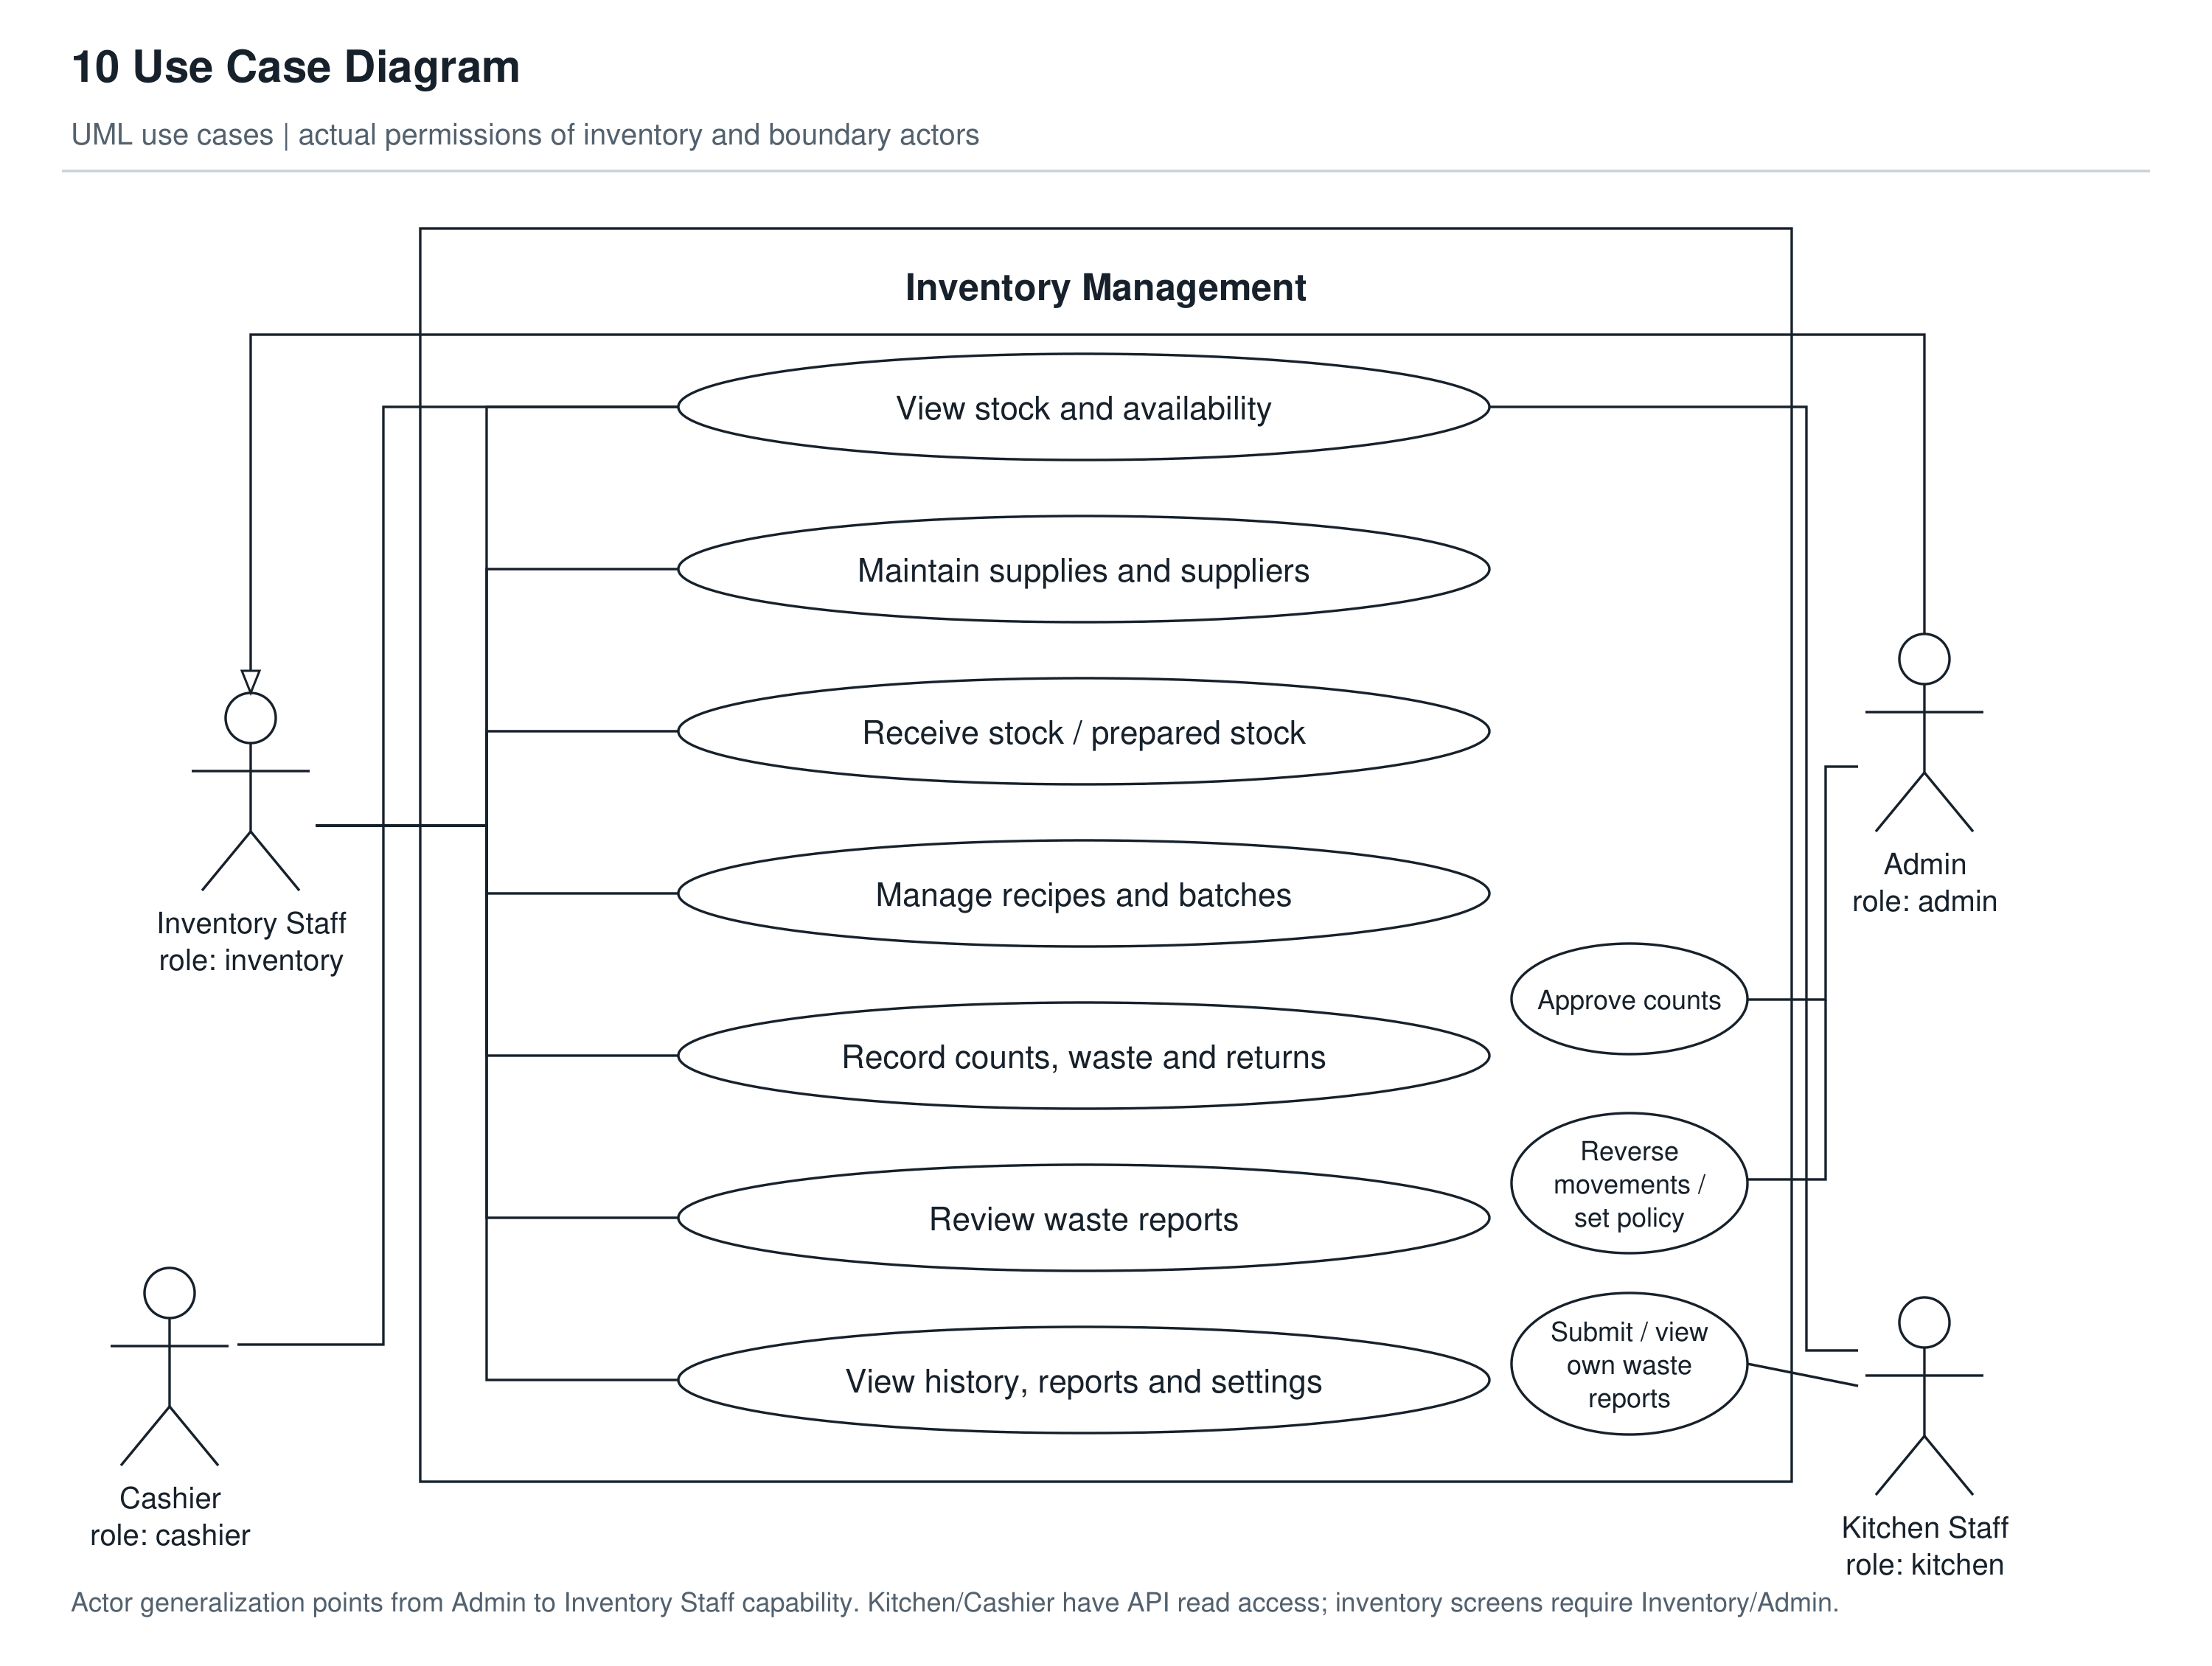 10 Use Case Diagram
UML use cases | actual permissions of inventory and boundary actors
Inventory Management
View stock and availability
Maintain supplies and suppliers
Receive stock / prepared stock
Manage recipes and batches
Record counts, waste and returns
Review waste reports
View history, reports and settings
Approve counts
Reverse
movements /
set policy
Submit / view
own waste
reports
Inventory Staff
role: inventory
Admin
role: admin
Cashier
role: cashier
Kitchen Staff
role: kitchen
Actor generalization points from Admin to Inventory Staff capability. Kitchen/Cashier have API read access; inventory screens require Inventory/Admin.